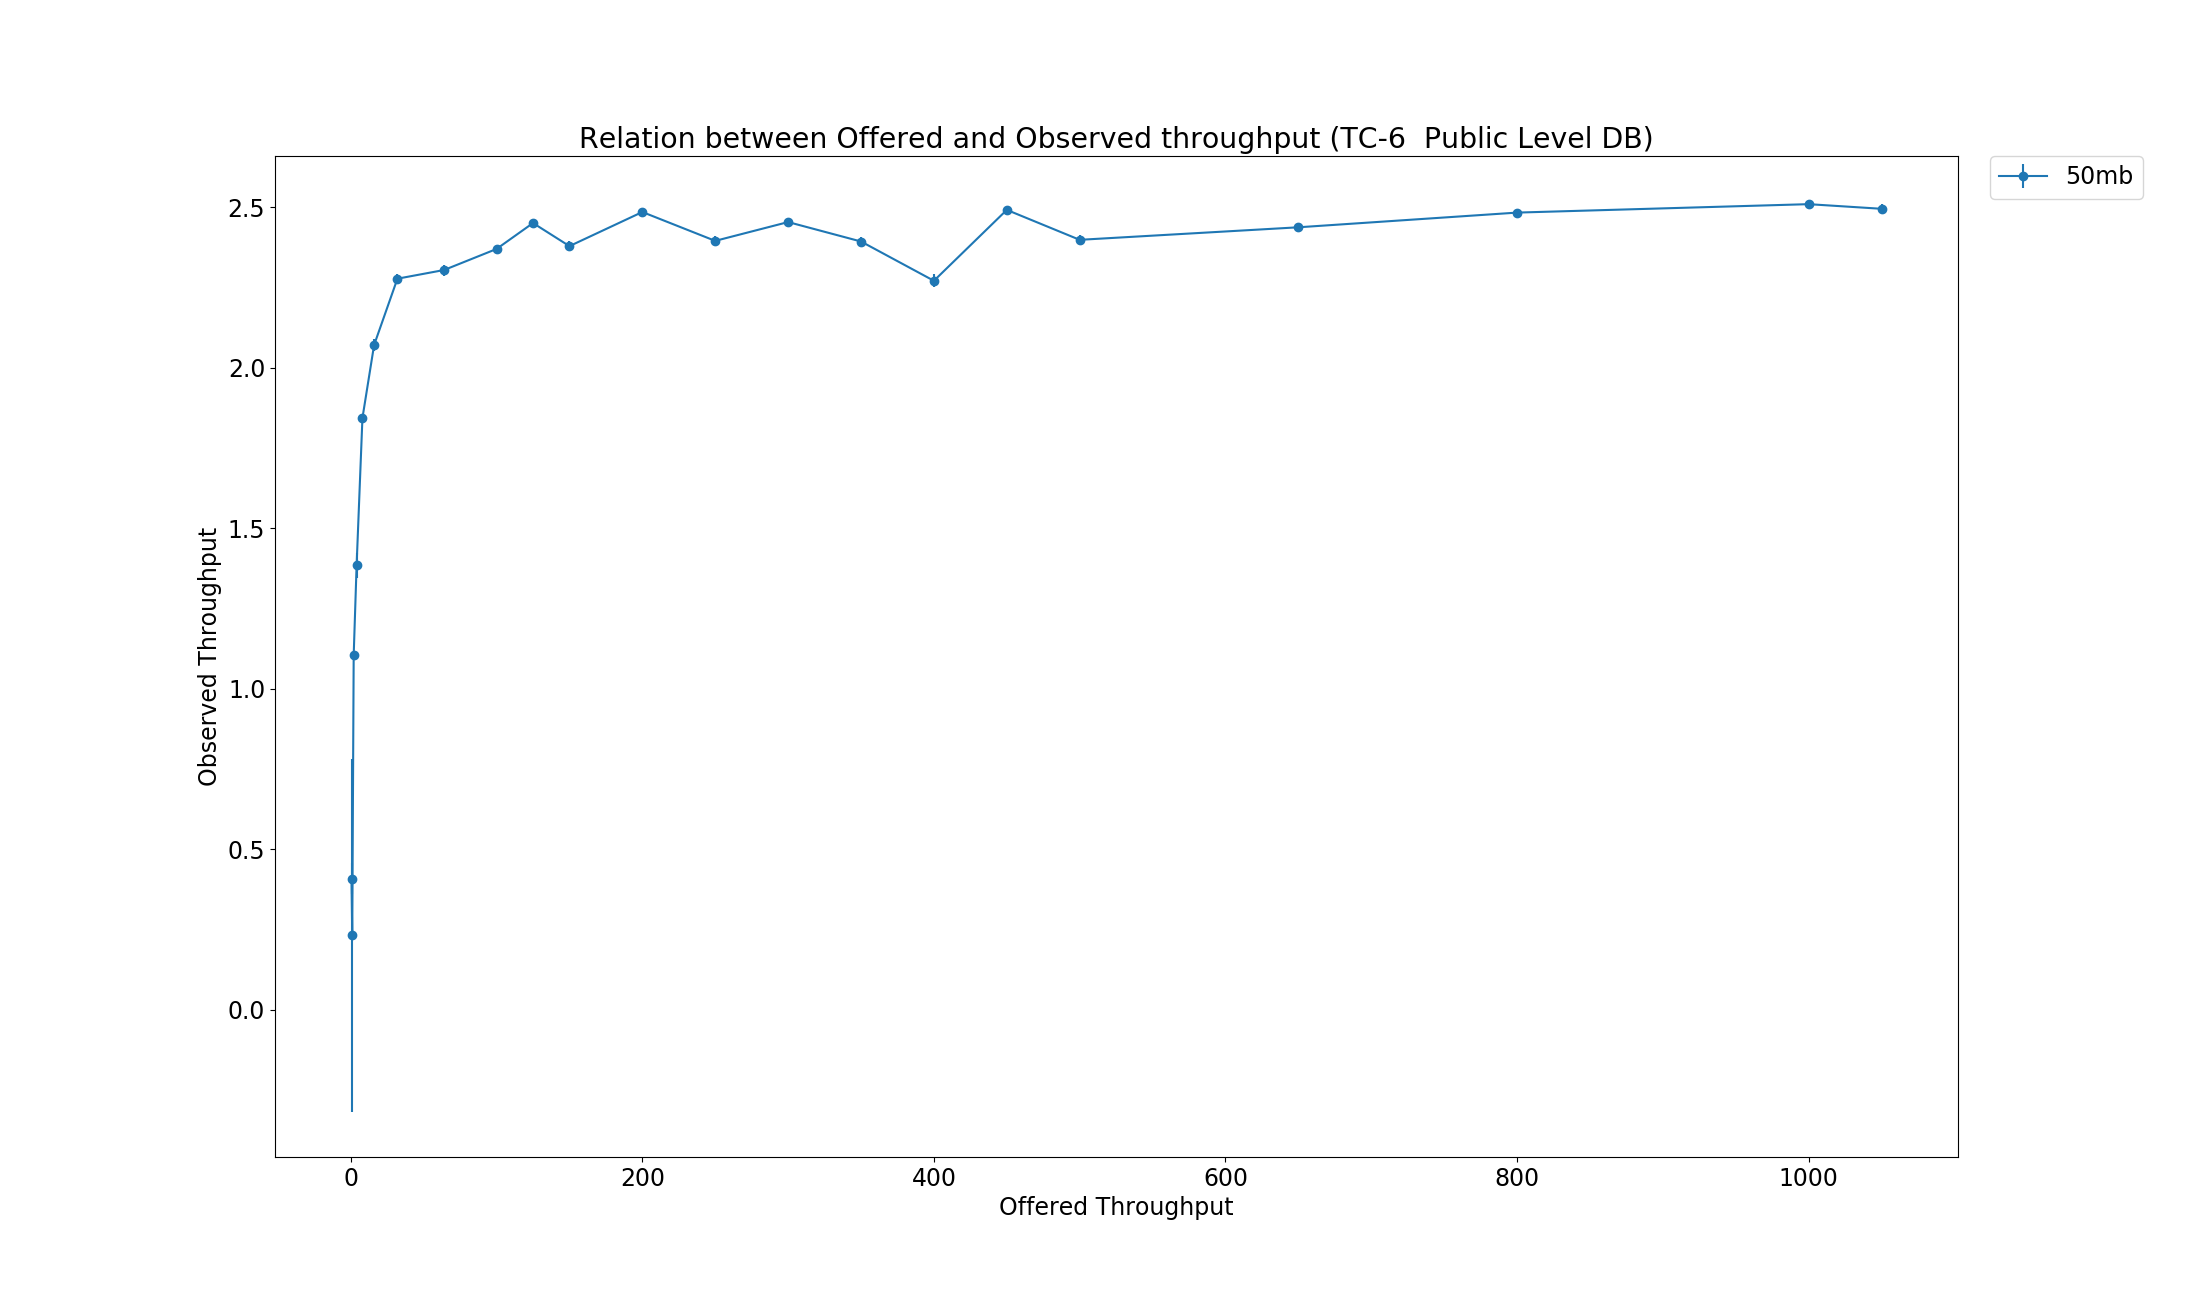 Relation between Offered and Observed throughput (TC-6  Public Level DB)
50mb
2.5
2.0
1.5
1.0
0.5
0.0
Observed Throughput
0 200 400 600 800 1000
Offered Throughput